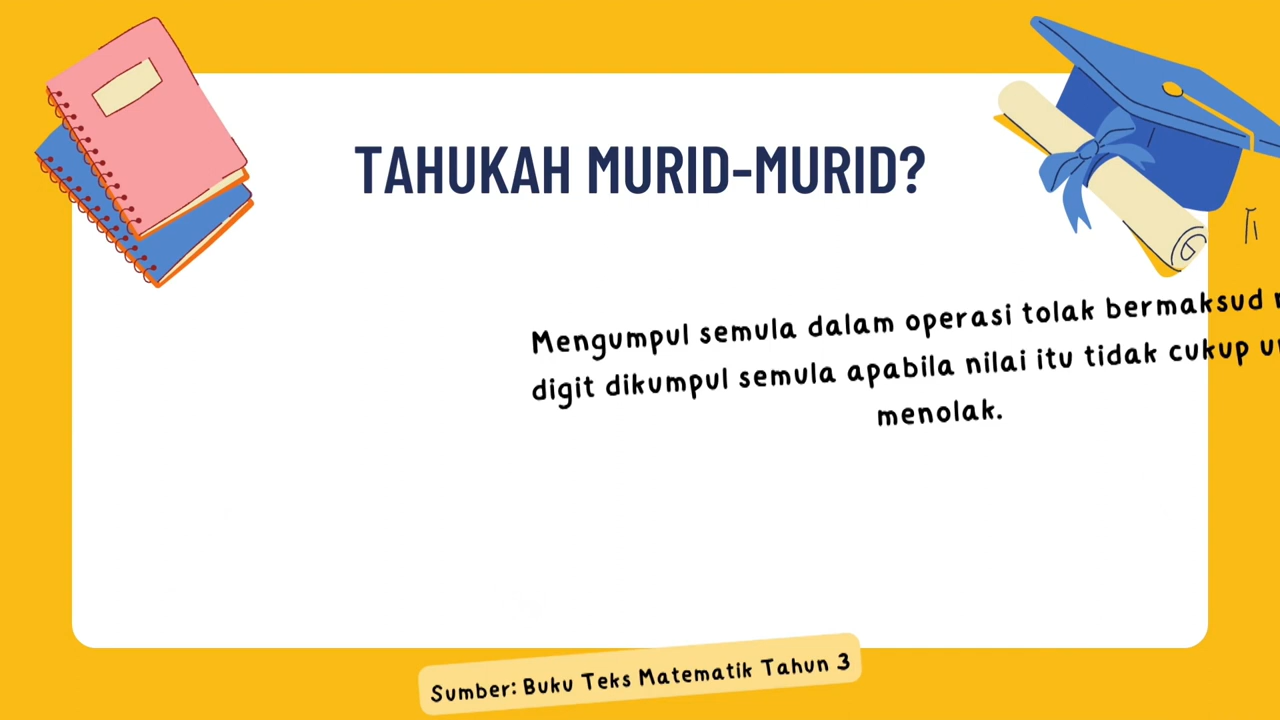 TAHUKAH MURID-MURID?
Mengumpul semula dalam operasi tolak bermaksud
digit dikumpul semula apabila nilai itu tidak cukup
menolak.
Sumber: Buku Teks Matematik Tahun 3